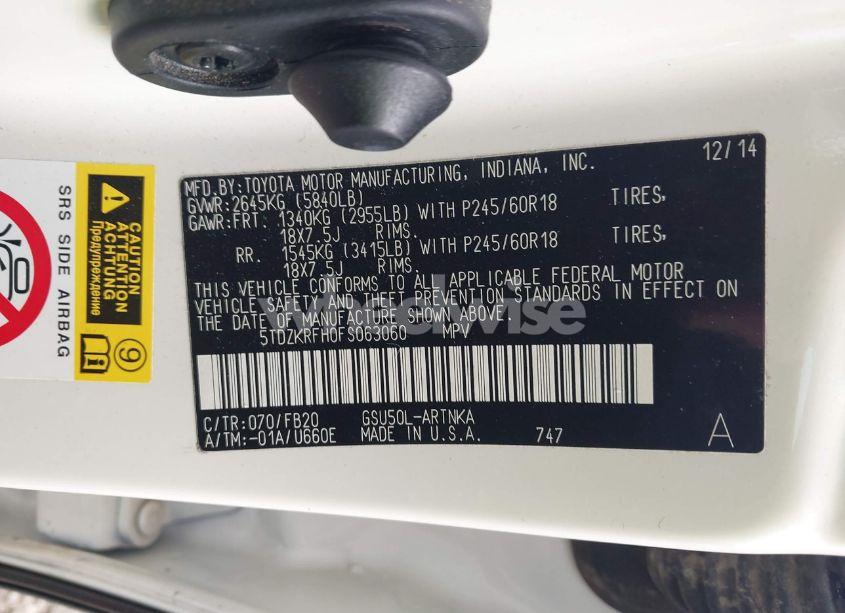 MFD.BY:TOYOTA MOTOR MANUFACTURING, INDIANA, INC. 12/14
GVWR:2645KG (5840LB)
GAWR:FRT. 1340KG (2955LB) WITH P245/60R18 TIRES,
18X7.5J RIMS.
RR. 1545KG (3415LB) WITH P245/60R18 TIRES,
18X7.5J RIMS.
THIS VEHICLE CONFORMS TO ALL APPLICABLE FEDERAL MOTOR
VEHICLE SAFETY AND THEFT PREVENTION STANDARDS IN EFFECT ON
THE DATE OF MANUFACTURE SHOWN ABOVE.
5TDZKRFH0FS063060 MPV
C/TR:070/FB20 GSU50L-ARTNKA
A/TM:-01A/U660E MADE IN U.S.A. 747 A
SRS SIDE AIRBAG
CAUTION
ATTENTION
CAUTION
Предупреждение
9
wheelwise